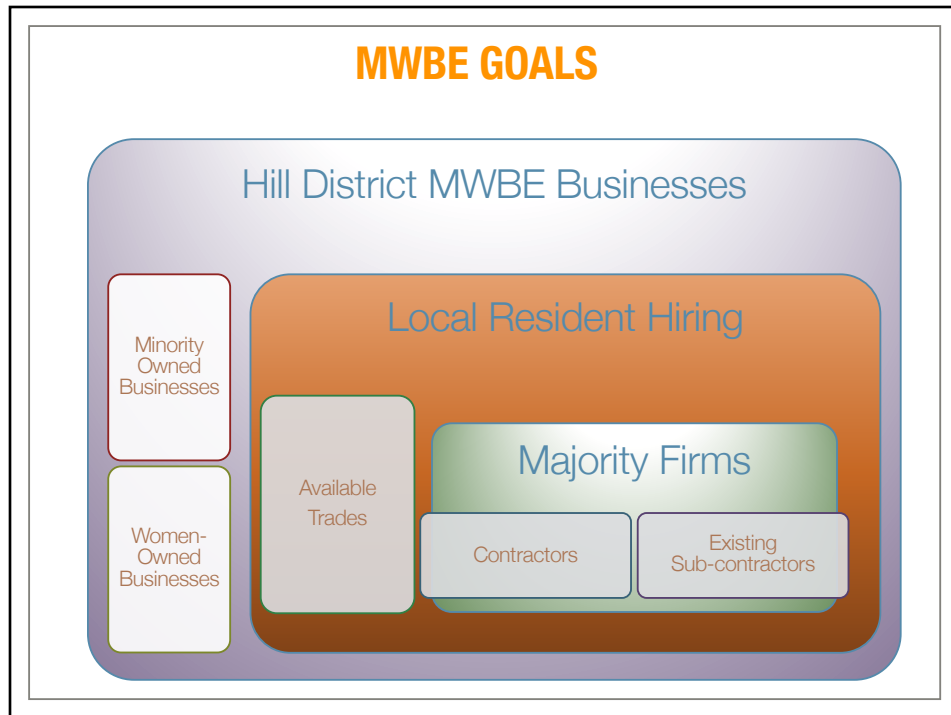 MWBE GOALS
Hill District MWBE Businesses
Minority
Owned
Businesses
Women-
Owned
Businesses
Local Resident Hiring
Available
Trades
Majority Firms
Contractors
Existing
Sub-contractors